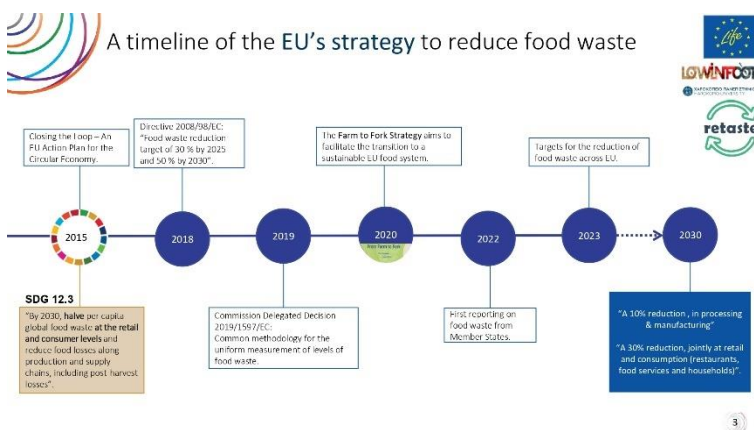 A timeline of the EU's strategy to reduce food waste
Life
LOWINFOOD
retaste
Closing the Loop – An
EU Action Plan for the
Circular Economy.
Directive 2008/98/EC:
"Food waste reduction
target of 30 % by 2025
and 50 % by 2030".
The Farm to Fork Strategy aims to
facilitate the transition to a
sustainable EU food system.
Targets for the reduction of
food waste across EU.
2015
2018
2019
2020
2022
2023
2030
SDG 12.3
"By 2030, halve per capita
global food waste at the retail
and consumer levels and
reduce food losses along
production and supply
chains, including post harvest
losses".
Commission Delegated Decision
2019/1597/EC:
Common methodology for the
uniform measurement of levels of
food waste.
First reporting on
food waste from
Member States.
"A 10% reduction , in processing
& manufacturing"
"A 30% reduction, jointly at retail
and consumption (restaurants,
food services and households)".
3